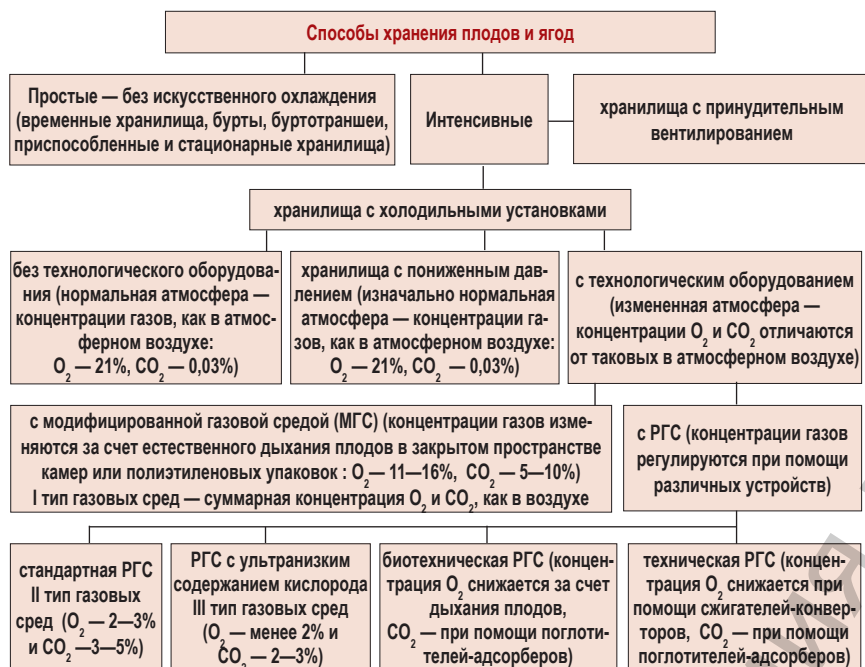 Способы хранения плодов и ягод
Простые — без искусственного охлаждения
(временные хранилища, бурты, буртотраншеи,
приспособленные и стационарные хранилища)
Интенсивные
хранилища с принудительным
вентилированием
хранилища с холодильными установками
без технологического оборудова-
ния (нормальная атмосфера —
концентрации газов, как в атмос-
ферном воздухе:
O₂ — 21%, CO₂ — 0,03%)
хранилища с пониженным дав-
лением (изначально нормальная
атмосфера — концентрации га-
зов, как в атмосферном воздухе:
O₂ — 21%, CO₂ — 0,03%)
с технологическим оборудованием
(измененная атмосфера —
концентрации O₂ и CO₂ отличаются
от таковых в атмосферном воздухе)
с модифицированной газовой средой (МГС) (концентрации газов изме-
няются за счет естественного дыхания плодов в закрытом пространстве
камер или полиэтиленовых упаковок : O₂— 11—16%, CO₂ — 5—10%)
I тип газовых сред — суммарная концентрация O₂ и CO₂, как в воздухе
с РГС (концентрации газов
регулируются при помощи
различных устройств)
стандартная РГС
II тип газовых
сред (O₂ — 2—3%
и CO₂ —3—5%)
РГС с ультранизким
содержанием кислорода
III тип газовых сред
(O₂ — менее 2% и
CO₂ — 2—3%)
биотехническая РГС (концен-
трация O₂ снижается за счет
дыхания плодов,
CO₂ — при помощи поглоти-
телей-адсорберов)
техническая РГС (концен-
трация O₂ снижается при
помощи сжигателей-конвер-
торов, CO₂ — при помощи
поглотителей-адсорберов)